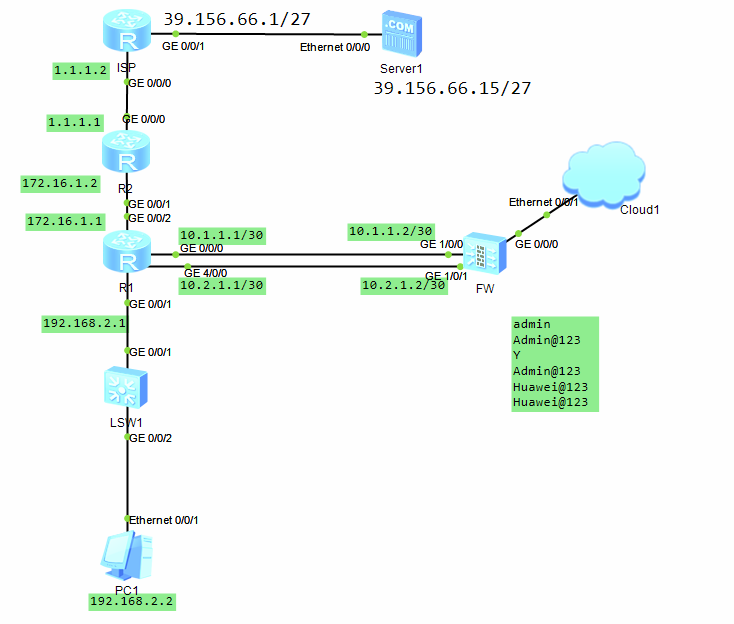 39.156.66.1/27
GE 0/0/1
Ethernet 0/0/0
.COM
R
ISP
Server1
1.1.1.2
GE 0/0/0
39.156.66.15/27
1.1.1.1
GE 0/0/0
R
172.16.1.2
R2
GE 0/0/1
GE 0/0/2
172.16.1.1
Ethernet 0/0/1
Cloud1
10.1.1.1/30
10.1.1.2/30
GE 0/0/0
GE 1/0/0
GE 0/0/0
R
GE 4/0/0
GE 1/0/1
R1
10.2.1.1/30
10.2.1.2/30
FW
GE 0/0/1
192.168.2.1
admin
Admin@123
Y
Admin@123
Huawei@123
Huawei@123
GE 0/0/1
LSW1
GE 0/0/2
Ethernet 0/0/1
PC1
192.168.2.2